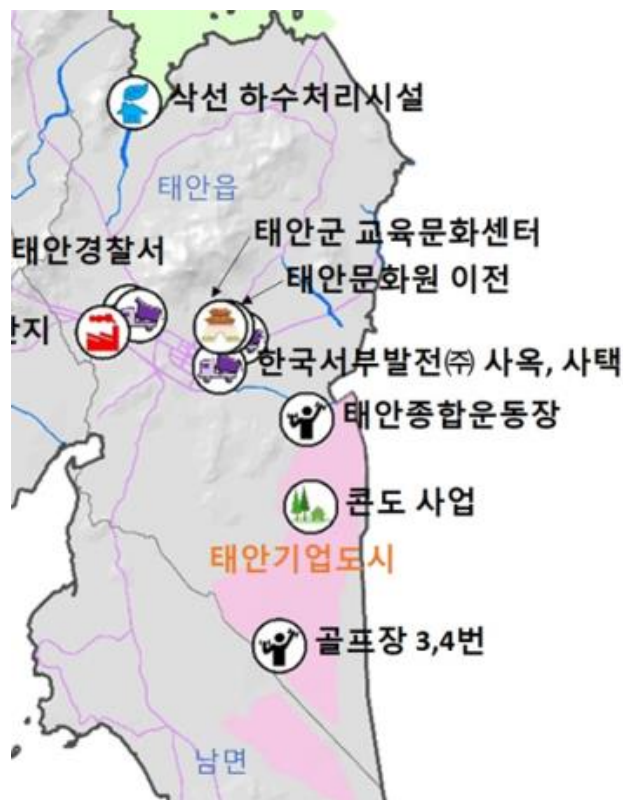 삭선 하수처리시설
태안읍
태안군 교육문화센터
태안경찰서
태안문화원 이전
단지
한국서부발전㈜ 사옥, 사택
태안종합운동장
콘도 사업
태안기업도시
골프장 3,4번
남면